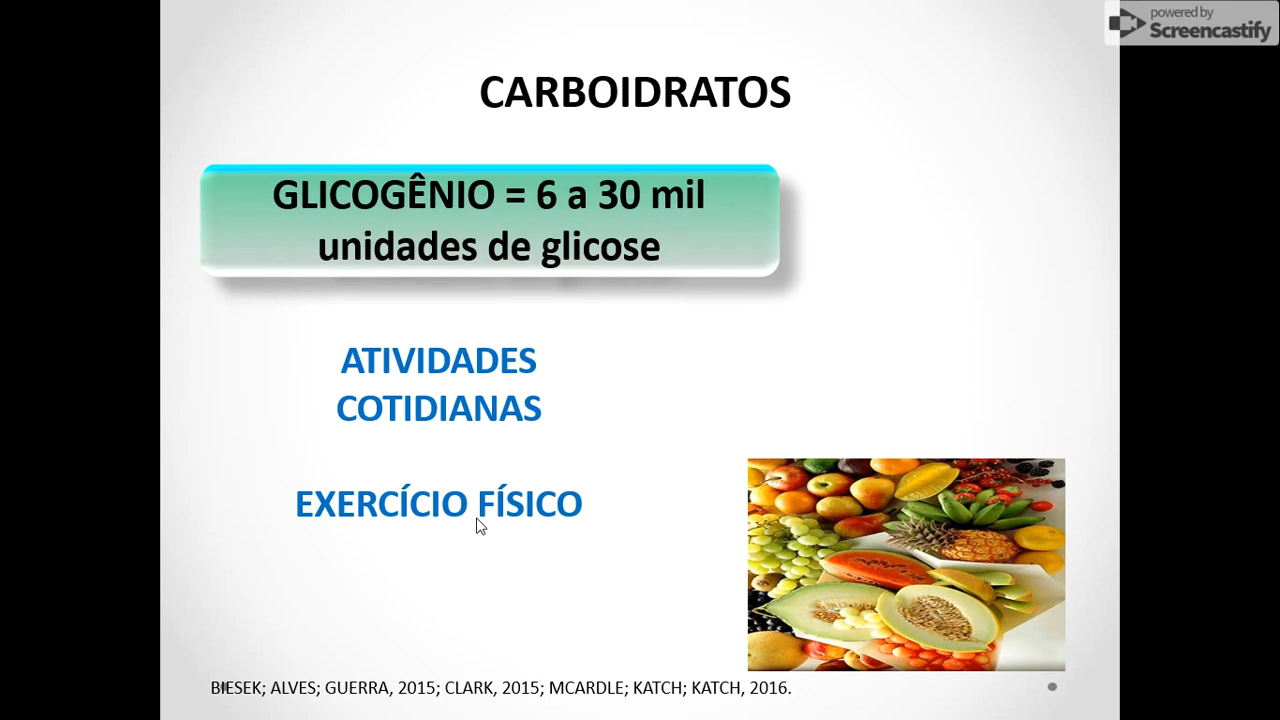 powered by
Screencastify
CARBOIDRATOS
GLICOGÊNIO = 6 a 30 mil
unidades de glicose
ATIVIDADES
COTIDIANAS
EXERCÍCIO FÍSICO
BIESEK; ALVES; GUERRA, 2015; CLARK, 2015; MCARDLE; KATCH; KATCH, 2016.